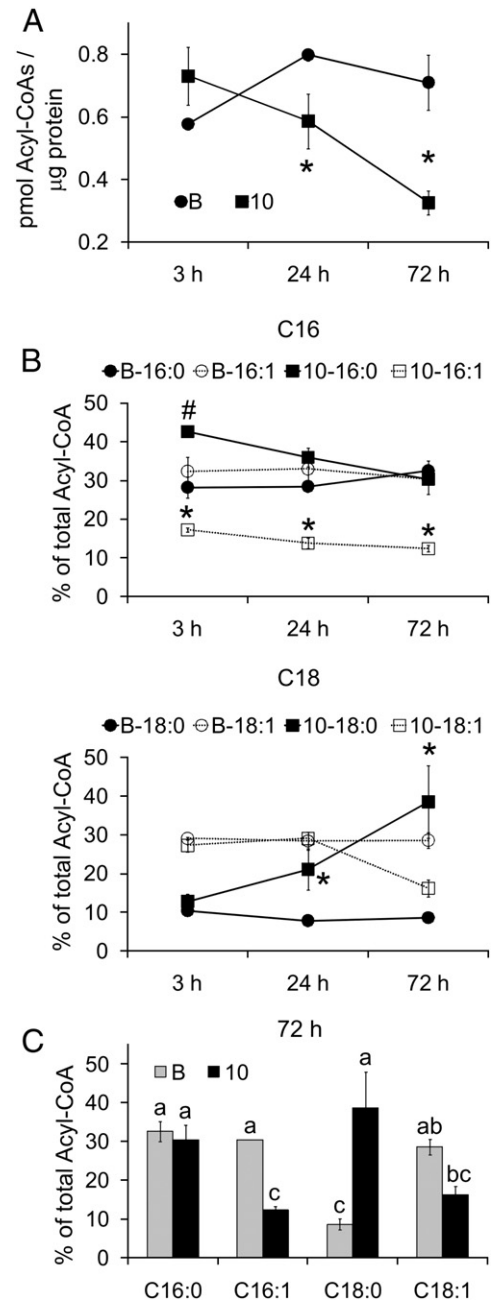 A
pmol Acyl-CoAs /
µg protein
0.8
0.6
0.4
0.2
*
*
B 10
3 h 24 h 72 h
C16
B
B-16:0 B-16:1 10-16:0 10-16:1
% of total Acyl-CoA
50
40
30
20
10
0
#
* * *
3 h 24 h 72 h
C18
B-18:0 B-18:1 10-18:0 10-18:1
% of total Acyl-CoA
50
40
30
20
10
0
*
*
3 h 24 h 72 h
72 h
C
B 10
% of total Acyl-CoA
50
40
30
20
10
0
a a a c c a ab bc
C16:0 C16:1 C18:0 C18:1